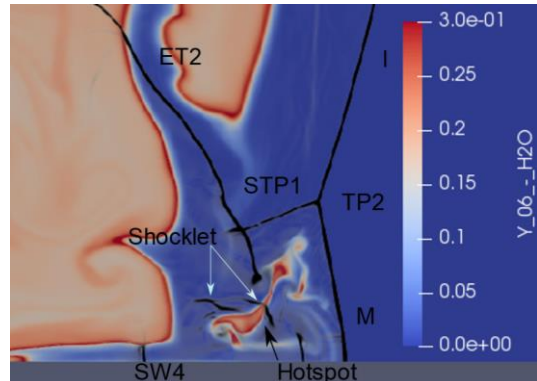 3.0e-01
I
ET2
0.25
0.2
STP1
TP2
0.15
Shocklet
0.1
0.05
M
0.0e+00
SW4
Hotspot
Y_06_-_H2O